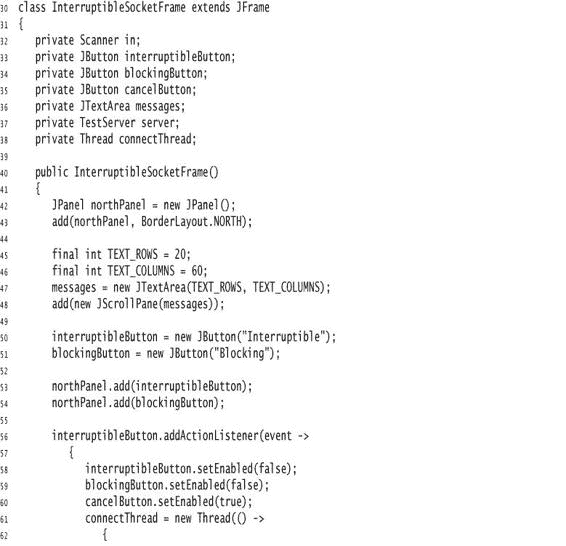 30 class InterruptibleSocketFrame extends JFrame
31 {
32    private Scanner in;
33    private JButton interruptibleButton;
34    private JButton blockingButton;
35    private JButton cancelButton;
36    private JTextArea messages;
37    private TestServer server;
38    private Thread connectThread;
39
40    public InterruptibleSocketFrame()
41    {
42       JPanel northPanel = new JPanel();
43       add(northPanel, BorderLayout.NORTH);
44
45       final int TEXT_ROWS = 20;
46       final int TEXT_COLUMNS = 60;
47       messages = new JTextArea(TEXT_ROWS, TEXT_COLUMNS);
48       add(new JScrollPane(messages));
49
50       interruptibleButton = new JButton("Interruptible");
51       blockingButton = new JButton("Blocking");
52
53       northPanel.add(interruptibleButton);
54       northPanel.add(blockingButton);
55
56       interruptibleButton.addActionListener(event ->
57          {
58             interruptibleButton.setEnabled(false);
59             blockingButton.setEnabled(false);
60             cancelButton.setEnabled(true);
61             connectThread = new Thread(() ->
62                {